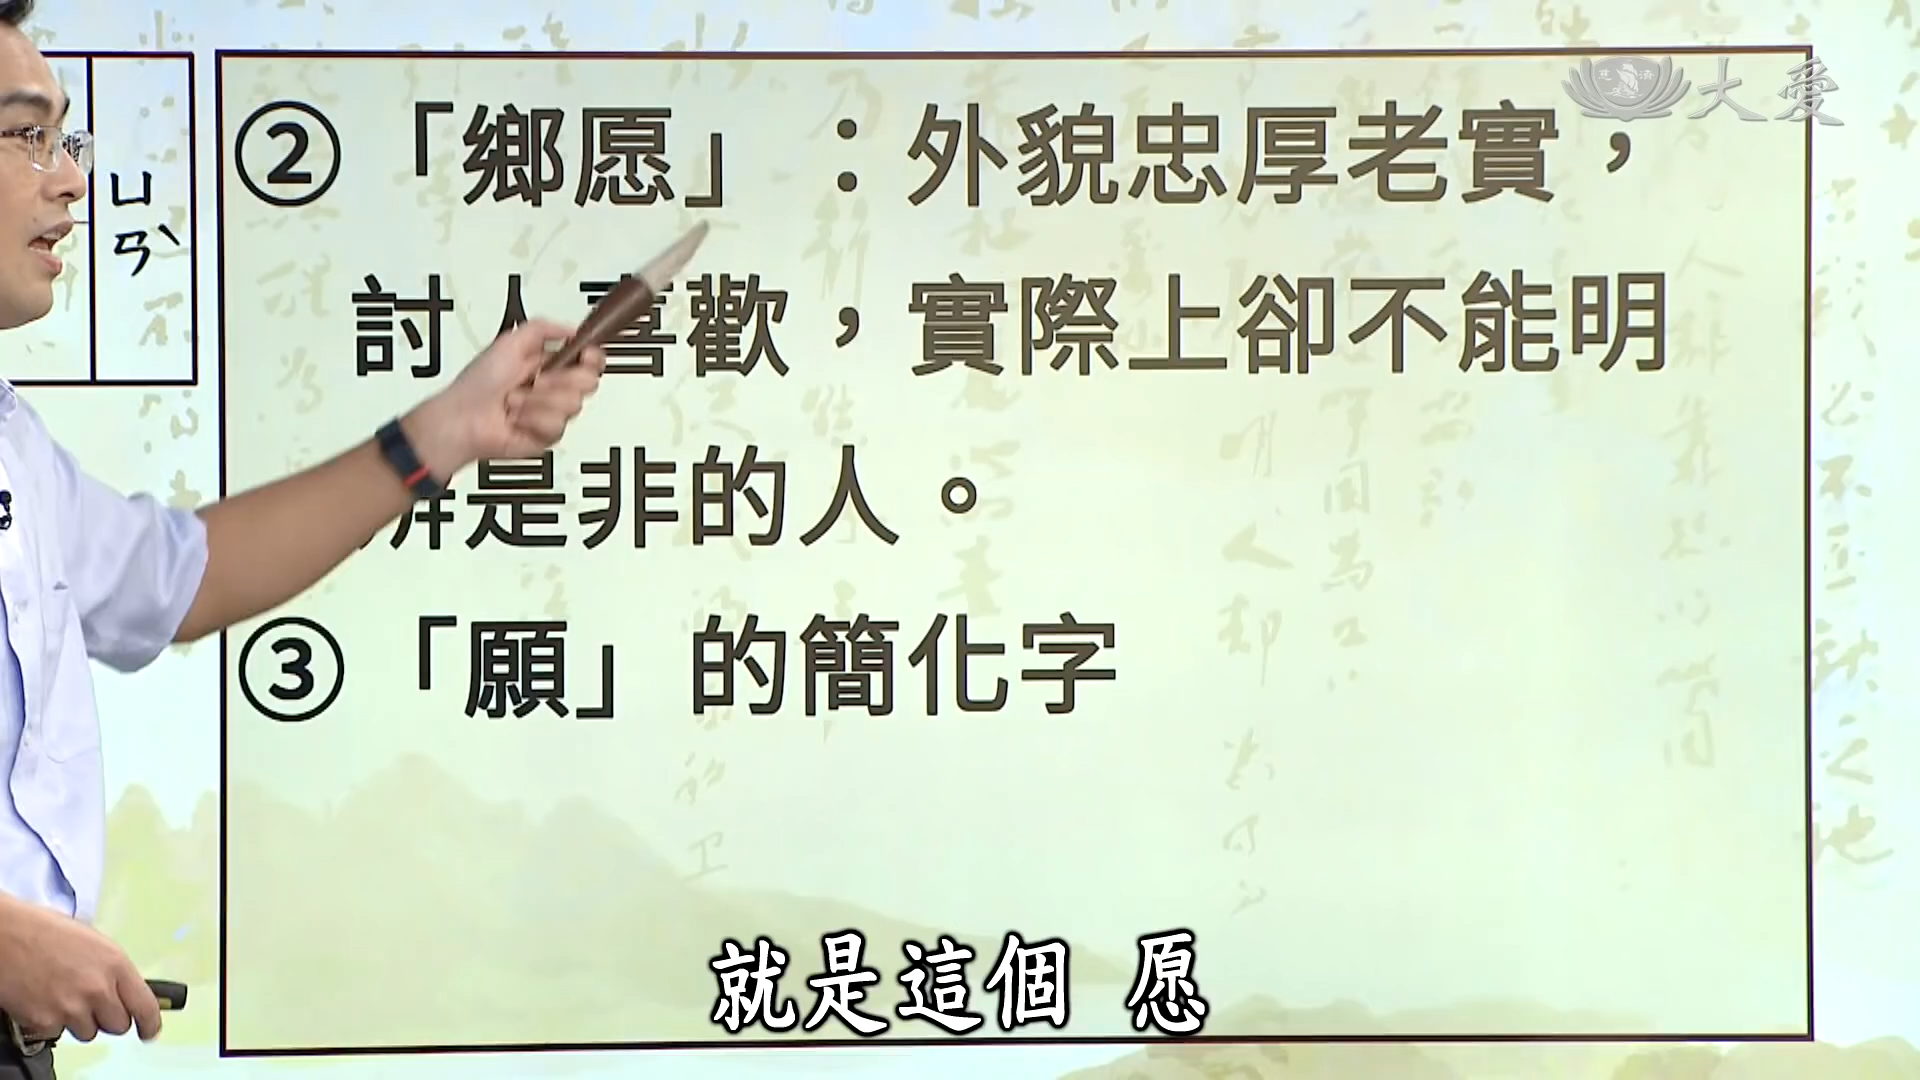 ㄩㄢˋ
②「鄉愿」：外貌忠厚老實，
討人喜歡，實際上卻不能明
辨是非的人。
③「願」的簡化字
大愛
就是這個 愿